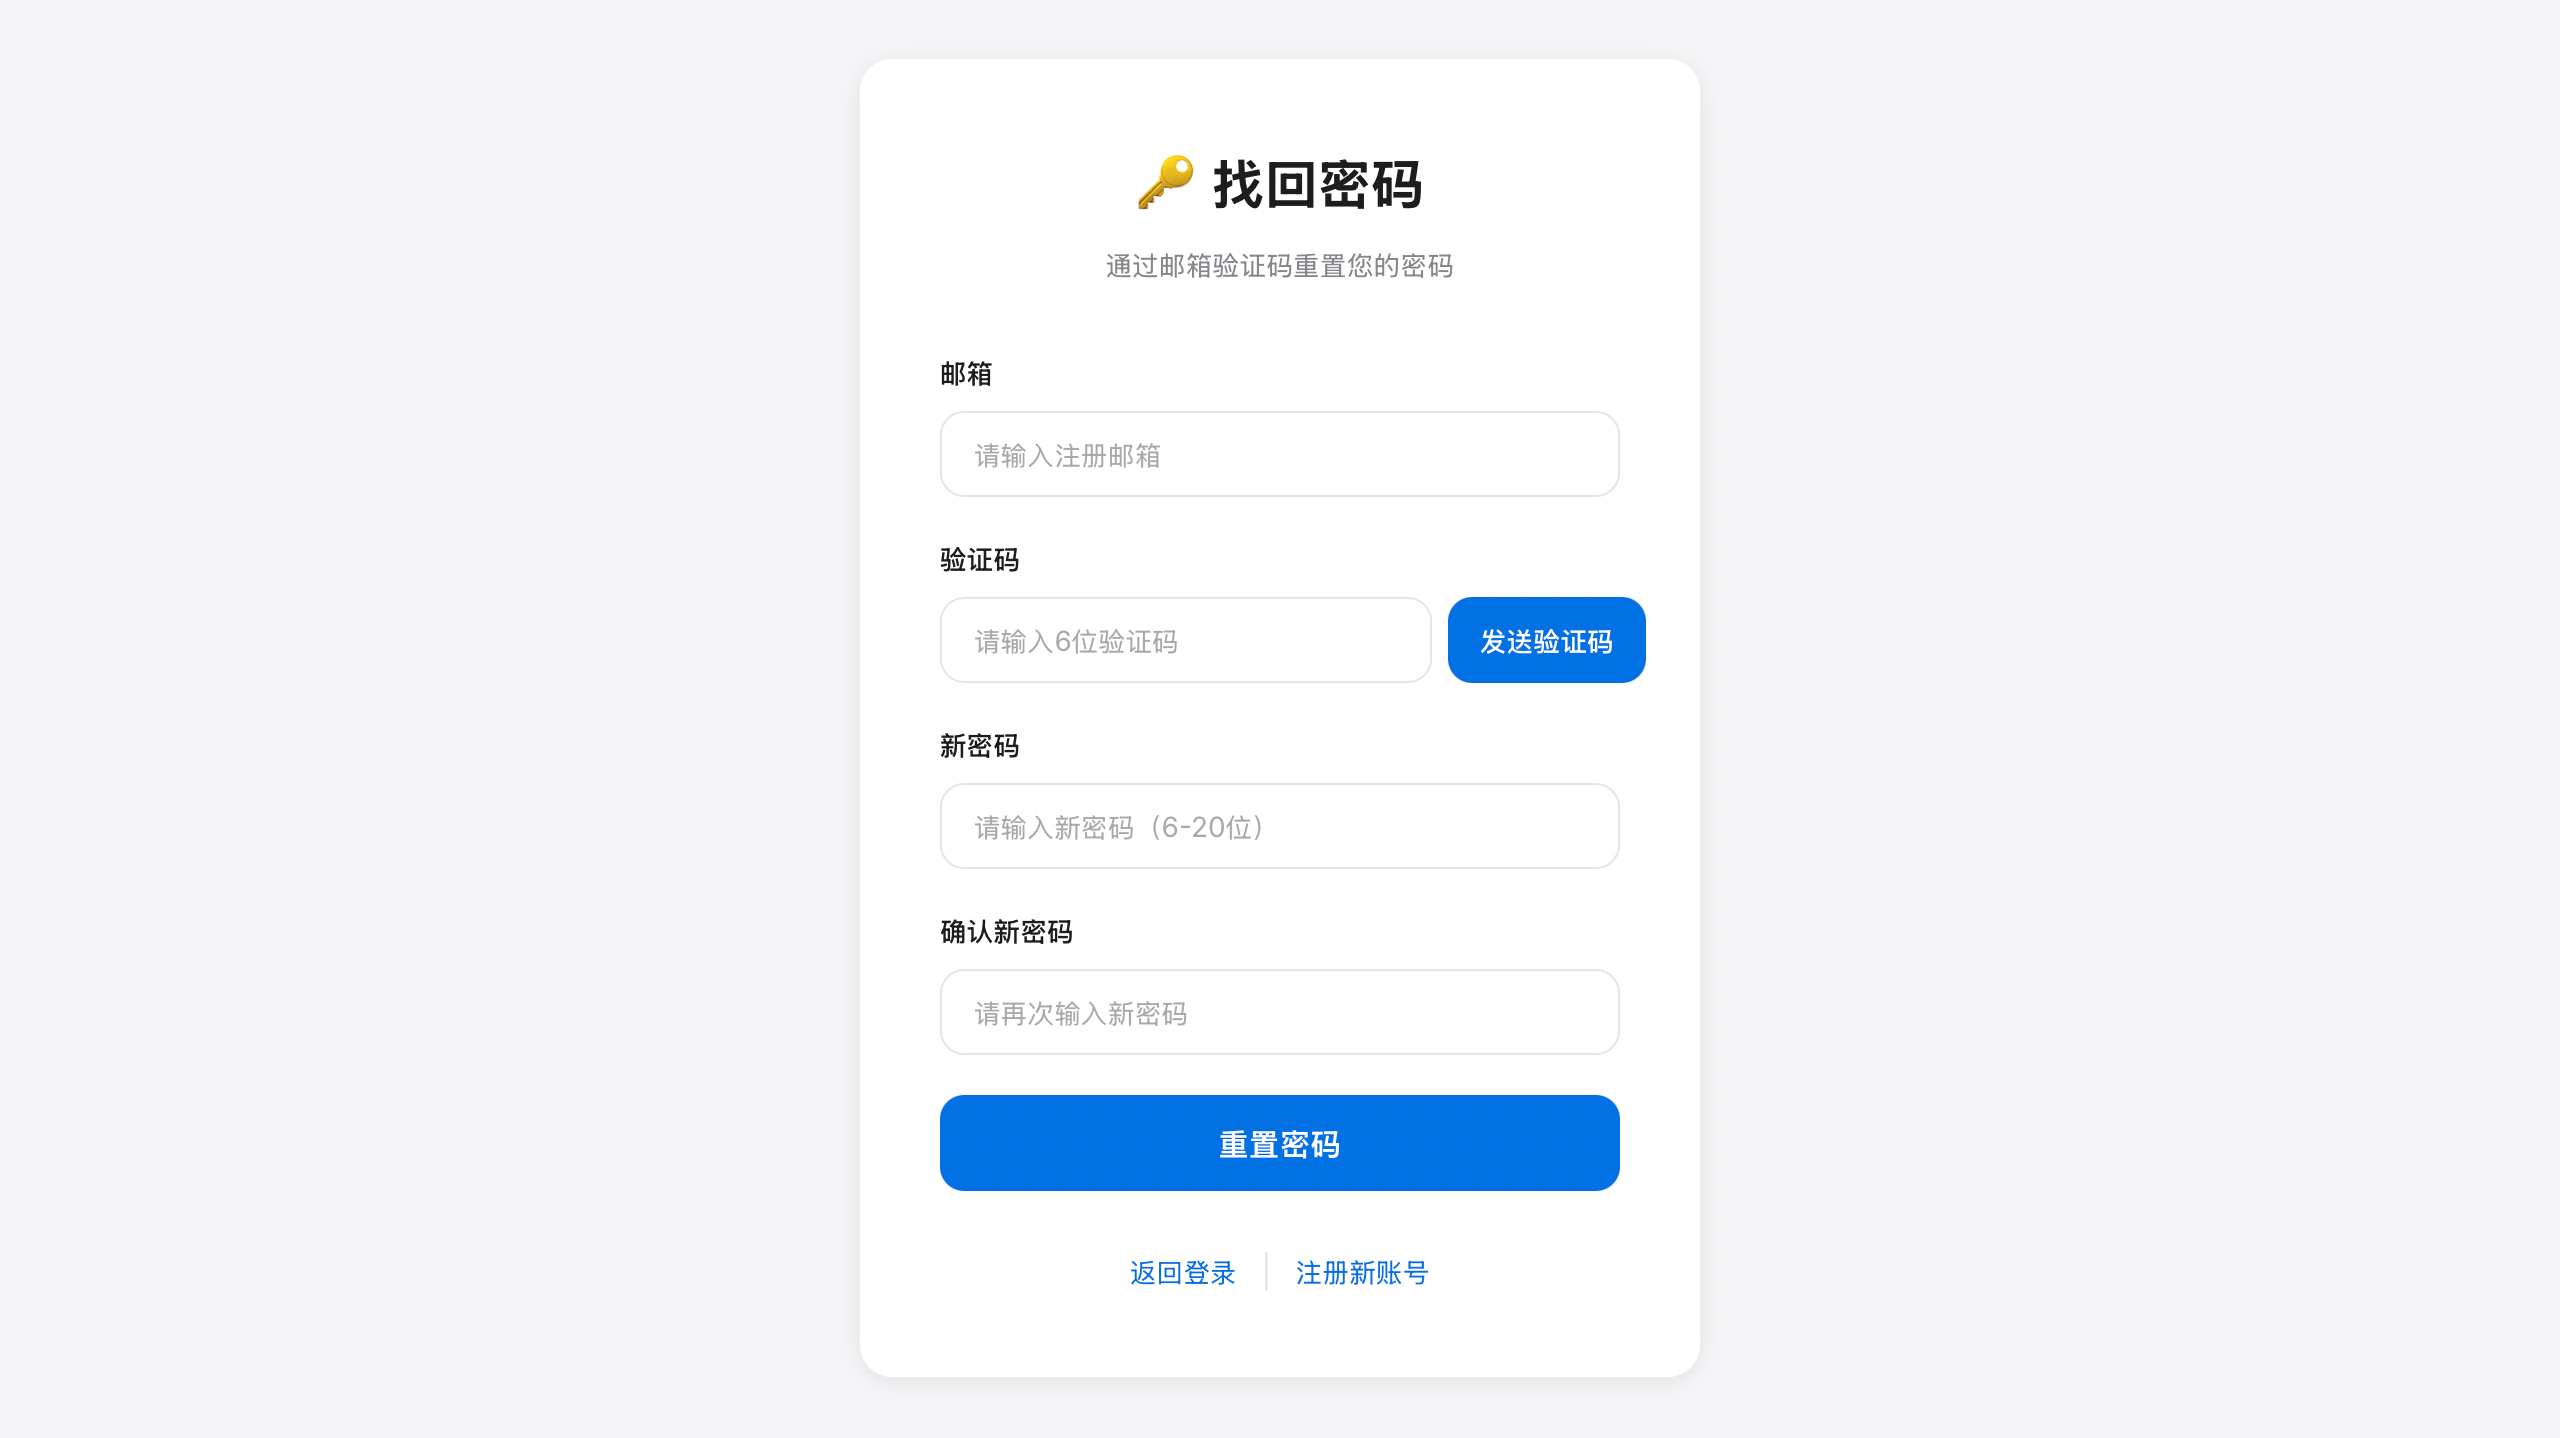 🔑 找回密码
通过邮箱验证码重置您的密码
邮箱
请输入注册邮箱
验证码
请输入6位验证码
发送验证码
新密码
请输入新密码（6-20位）
确认新密码
请再次输入新密码
重置密码
返回登录
注册新账号